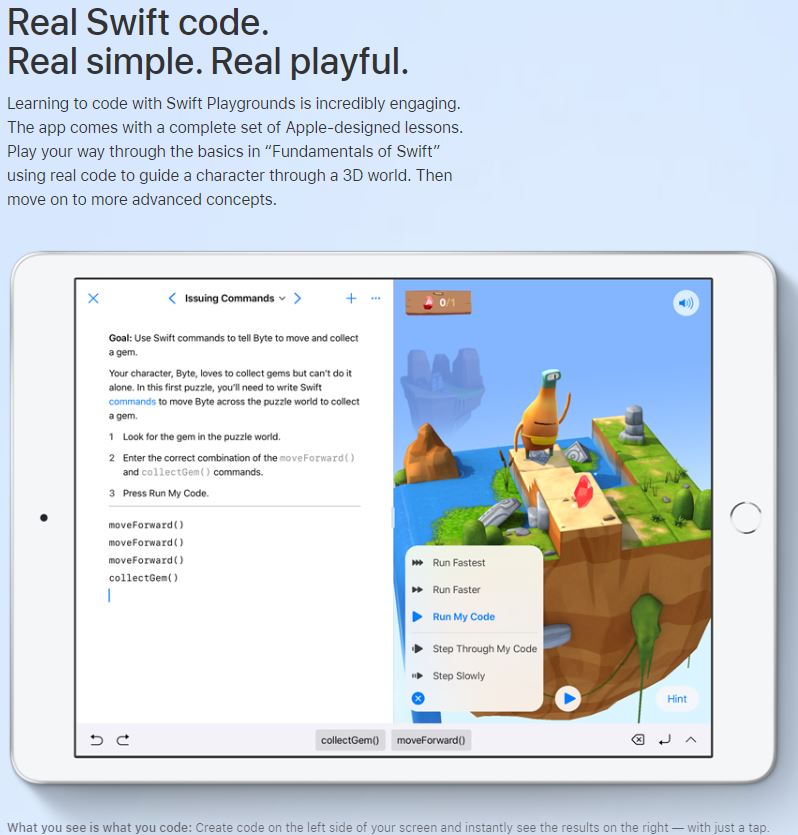 Real Swift code.
Real simple. Real playful.
Learning to code with Swift Playgrounds is incredibly engaging.
The app comes with a complete set of Apple-designed lessons.
Play your way through the basics in “Fundamentals of Swift”
using real code to guide a character through a 3D world. Then
move on to more advanced concepts.
Issuing Commands
Goal: Use Swift commands to tell Byte to move and collect
a gem.
Your character, Byte, loves to collect gems but can’t do it
alone. In this first puzzle, you’ll need to write Swift
commands to move Byte across the puzzle world to collect
a gem.
1 Look for the gem in the puzzle world.
2 Enter the correct combination of the moveForward()
and collectGem() commands.
3 Press Run My Code.
moveForward()
moveForward()
moveForward()
collectGem()
0/1
Run Fastest
Run Faster
Run My Code
Step Through My Code
Step Slowly
Hint
collectGem() moveForward()
What you see is what you code: Create code on the left side of your screen and instantly see the results on the right — with just a tap.